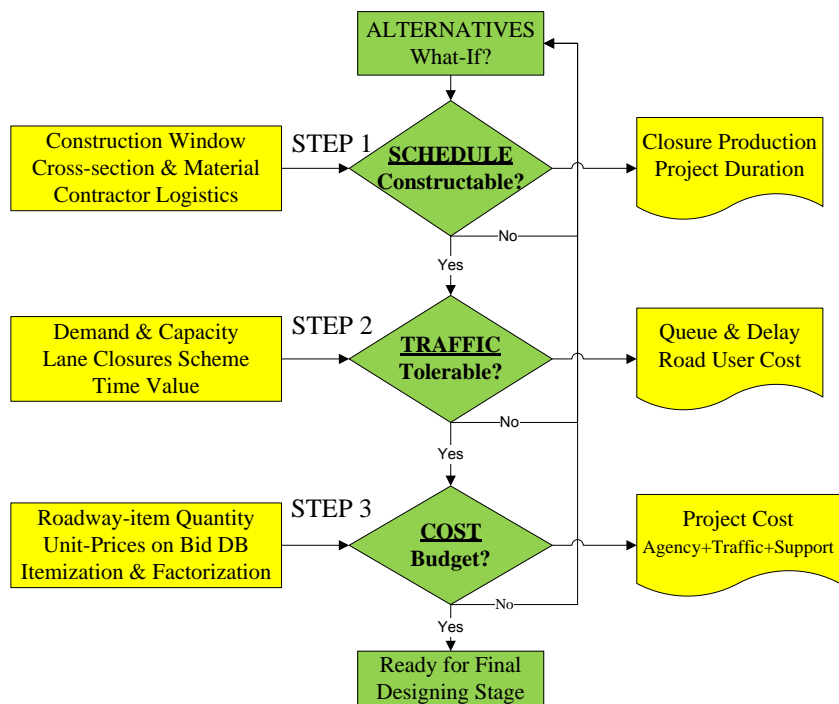 ALTERNATIVES
What-If?
STEP 1
Construction Window
Cross-section & Material
Contractor Logistics
SCHEDULE
Constructable?
Closure Production
Project Duration
No
Yes
STEP 2
Demand & Capacity
Lane Closures Scheme
Time Value
TRAFFIC
Tolerable?
Queue & Delay
Road User Cost
No
Yes
STEP 3
Roadway-item Quantity
Unit-Prices on Bid DB
Itemization & Factorization
COST
Budget?
Project Cost
Agency+Traffic+Support
No
Yes
Ready for Final
Designing Stage